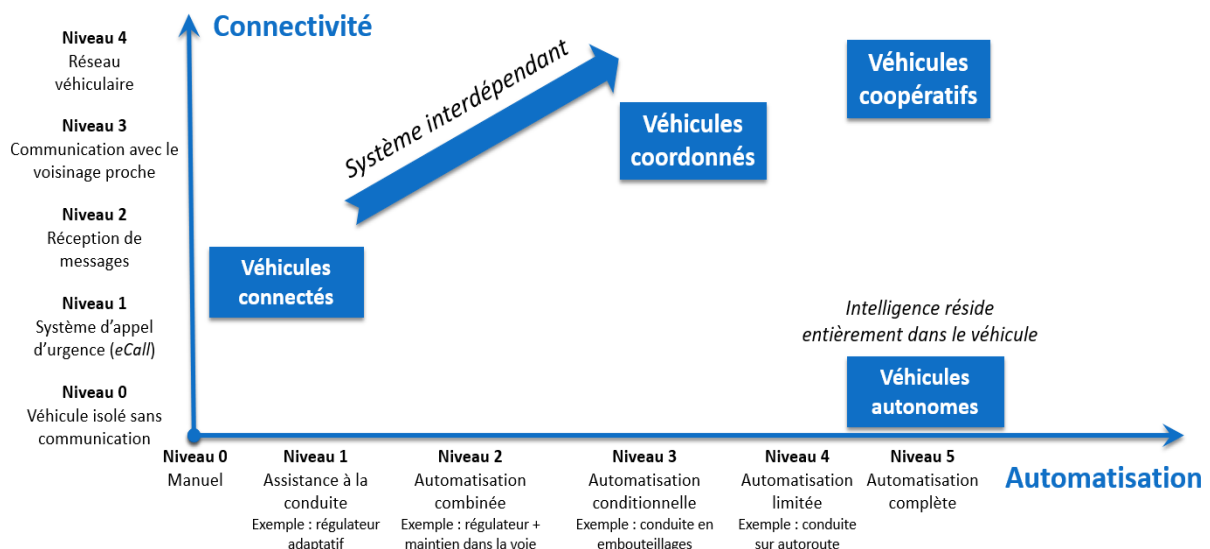 Connectivité
Niveau 4
Réseau
véhiculaire
Niveau 3
Communication avec le
voisinage proche
Niveau 2
Réception de
messages
Niveau 1
Système d'appel
d'urgence (eCall)
Niveau 0
Véhicule isolé sans
communication
Système interdépendant
Véhicules
connectés
Véhicules
coordonnés
Véhicules
coopératifs
Intelligence réside
entièrement dans le véhicule
Véhicules
autonomes
Niveau 0
Manuel
Niveau 1
Assistance à la
conduite
Exemple : régulateur
adaptatif
Niveau 2
Automatisation
combinée
Exemple : régulateur +
maintien dans la voie
Niveau 3
Automatisation
conditionnelle
Exemple : conduite en
embouteillages
Niveau 4
Automatisation
limitée
Exemple : conduite
sur autoroute
Niveau 5
Automatisation
complète
Automatisation